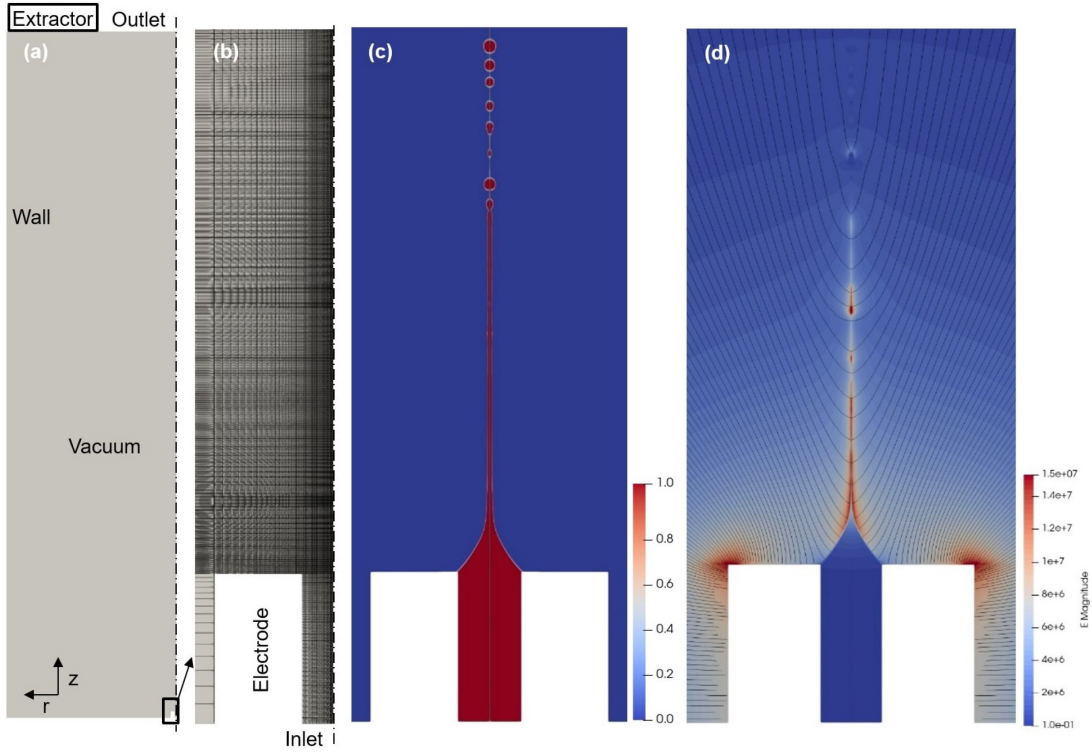 Extractor Outlet
(a)
(b)
(c)
(d)
Wall
Vacuum
z
r
Electrode
Inlet
1.0
0.8
0.6
0.4
0.2
0.0
1.5e+07
1.4e+7
1.2e+7
1e+7
8e+6
6e+6
4e+6
2e+6
1.0e-01
E Magnitude